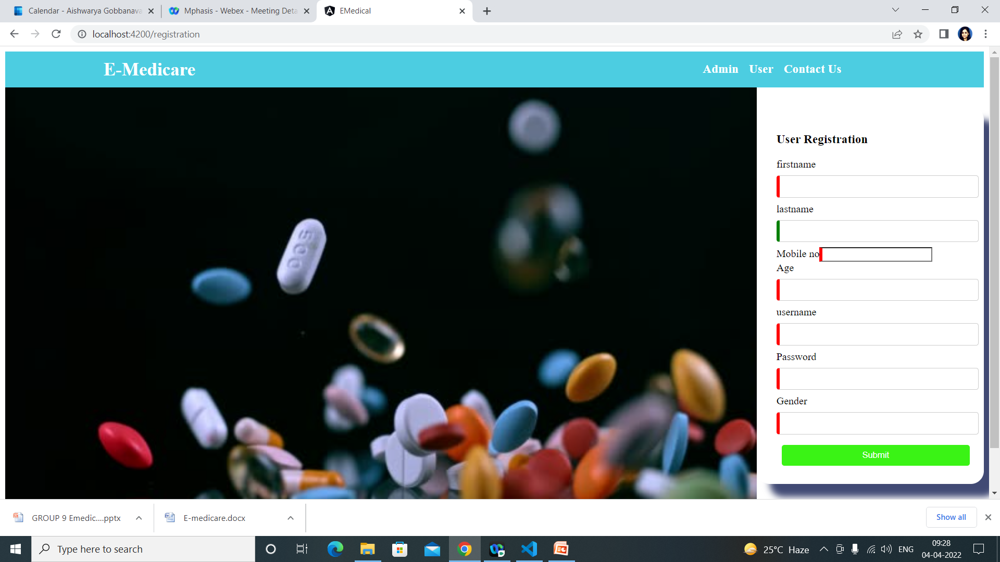 Calendar - Aishwarya Gobbanava
Mphasis - Webex - Meeting Deta
EMedical
localhost:4200/registration
E-Medicare
Admin User Contact Us
User Registration
firstname
lastname
Mobile no
Age
username
Password
Gender
Submit
500
GROUP 9 Emedic....pptx
E-medicare.docx
Show all
Type here to search
25°C Haze
ENG
09:28
04-04-2022